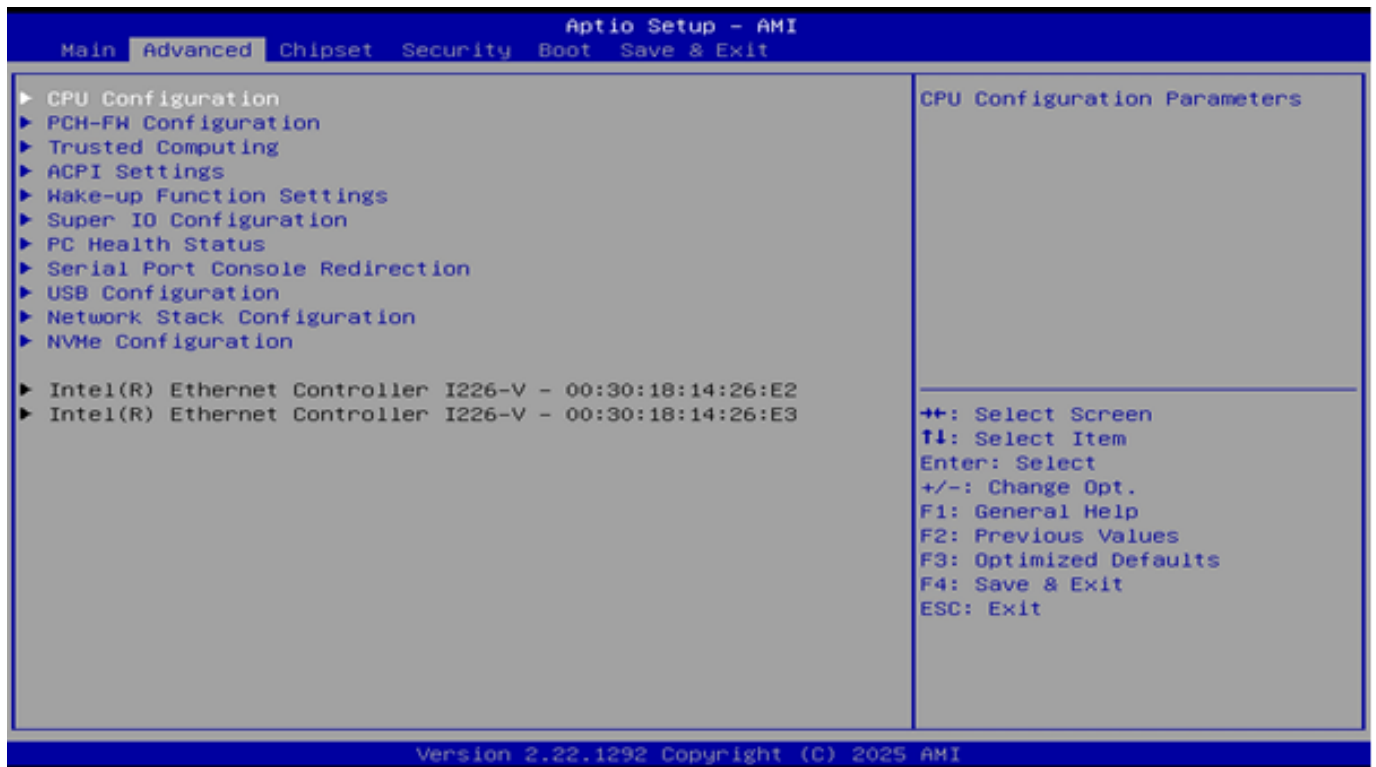 Aptio Setup – AMI
Main Advanced Chipset Security Boot Save & Exit
▶ CPU Configuration
▶ PCH-FW Configuration
▶ Trusted Computing
▶ ACPI Settings
▶ Wake-up Function Settings
▶ Super IO Configuration
▶ PC Health Status
▶ Serial Port Console Redirection
▶ USB Configuration
▶ Network Stack Configuration
▶ NVMe Configuration
▶ Intel(R) Ethernet Controller I226-V – 00:30:18:14:26:E2
▶ Intel(R) Ethernet Controller I226-V – 00:30:18:14:26:E3
CPU Configuration Parameters
→←: Select Screen
↑↓: Select Item
Enter: Select
+/-: Change Opt.
F1: General Help
F2: Previous Values
F3: Optimized Defaults
F4: Save & Exit
ESC: Exit
Version 2.22.1292 Copyright (C) 2025 AMI